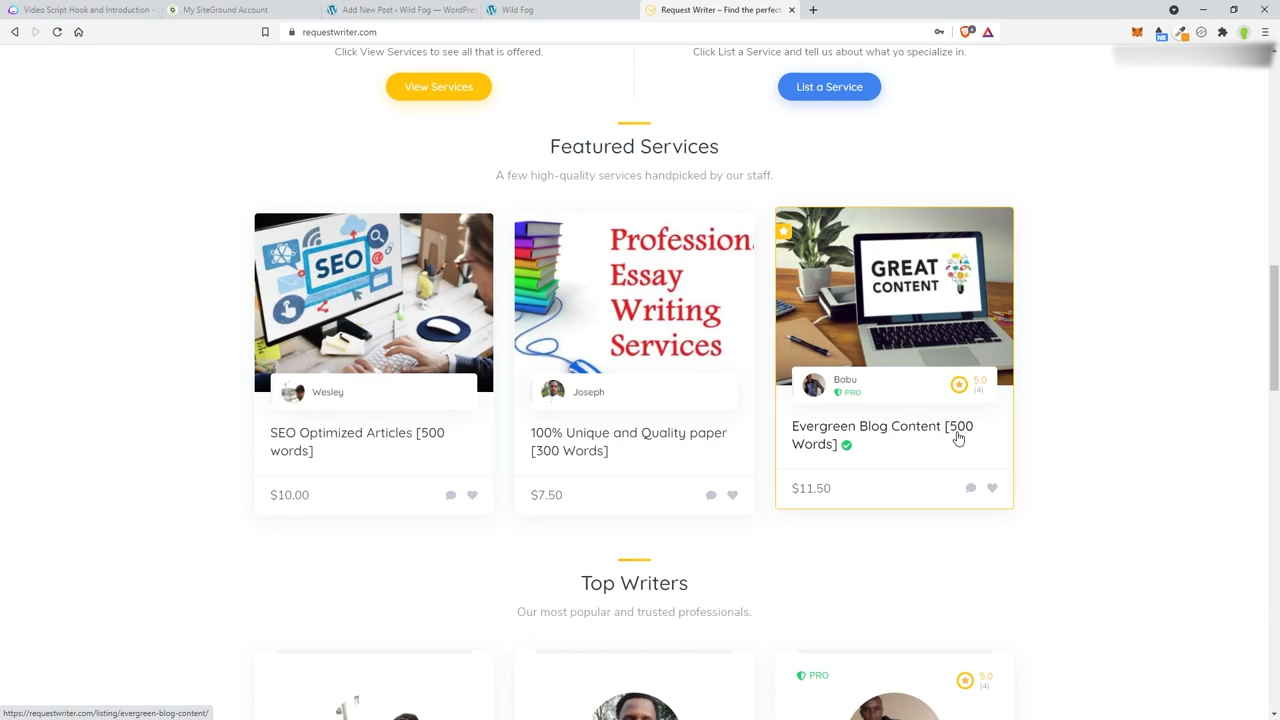 Video Script Hook and Introduction -
My SiteGround Account
Add New Post ‹ Wild Fog — WordPres
Wild Fog
Request Writer – Find the perfect
requestwriter.com
Click View Services to see all that is offered.
Click List a Service and tell us about what yo specialize in.
View Services
List a Service
Featured Services
A few high-quality services handpicked by our staff.
SEO
Profession
Essay
Writing
Services
GREAT
CONTENT
Wesley
Joseph
Babu
PRO
5.0
(4)
SEO Optimized Articles [500
words]
100% Unique and Quality paper
[300 Words]
Evergreen Blog Content [500
Words]
$10.00
$7.50
$11.50
Top Writers
Our most popular and trusted professionals.
PRO
5.0
(4)
https://requestwriter.com/listing/evergreen-blog-content/